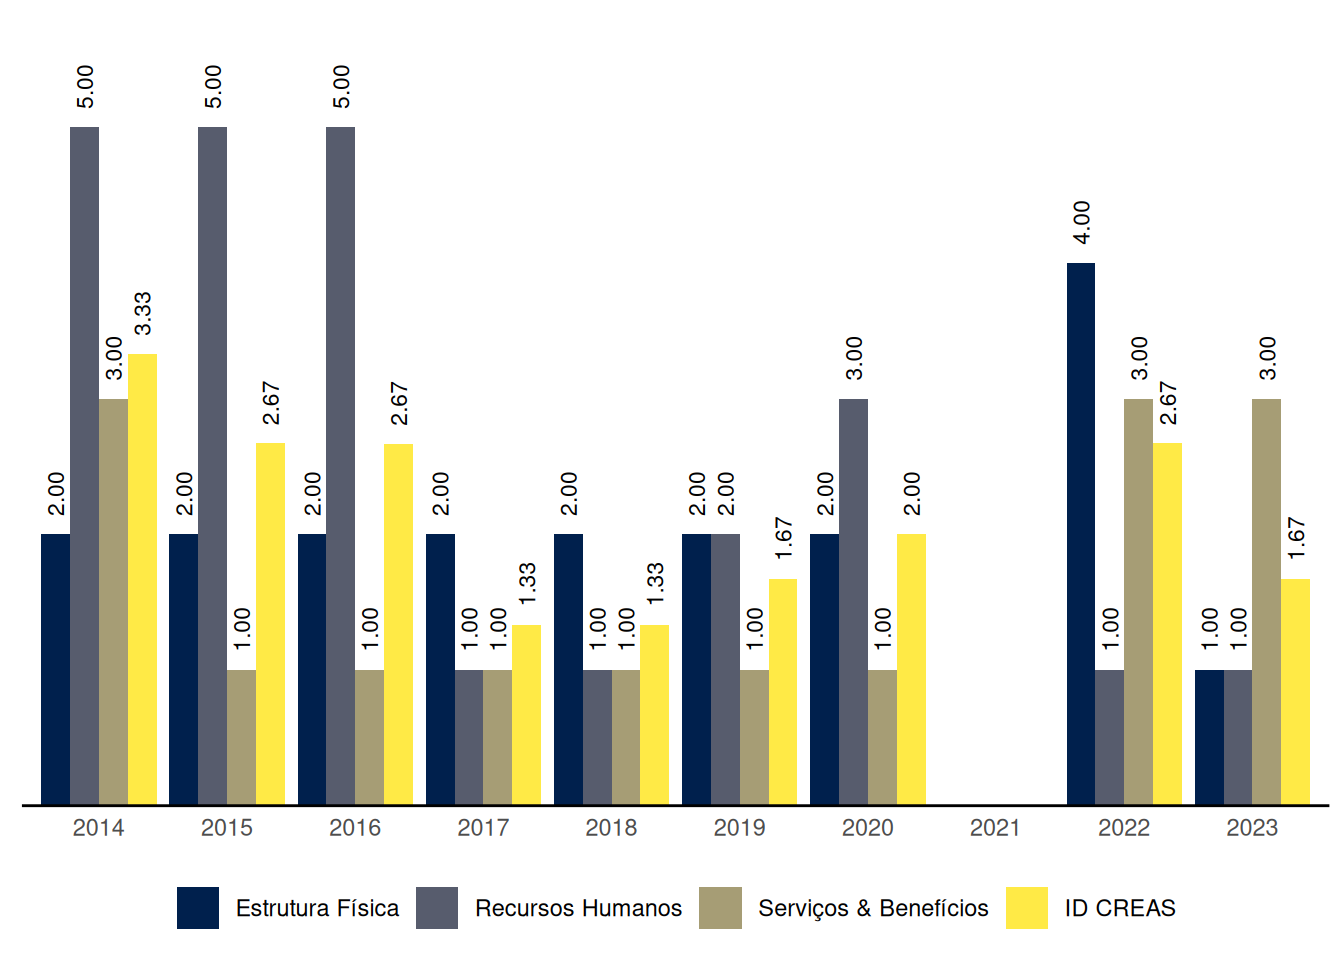 5.00 5.00 5.00
4.00
3.33
3.00 3.00 3.00 3.00
2.67 2.67 2.67
2.00 2.00 2.00 2.00 2.00 2.00 2.00 2.00 2.00
1.67 1.67
1.33 1.33
1.00 1.00 1.00 1.00 1.00 1.00 1.00 1.00 1.00 1.00 1.00
2014 2015 2016 2017 2018 2019 2020 2021 2022 2023
Estrutura Física Recursos Humanos Serviços & Benefícios ID CREAS